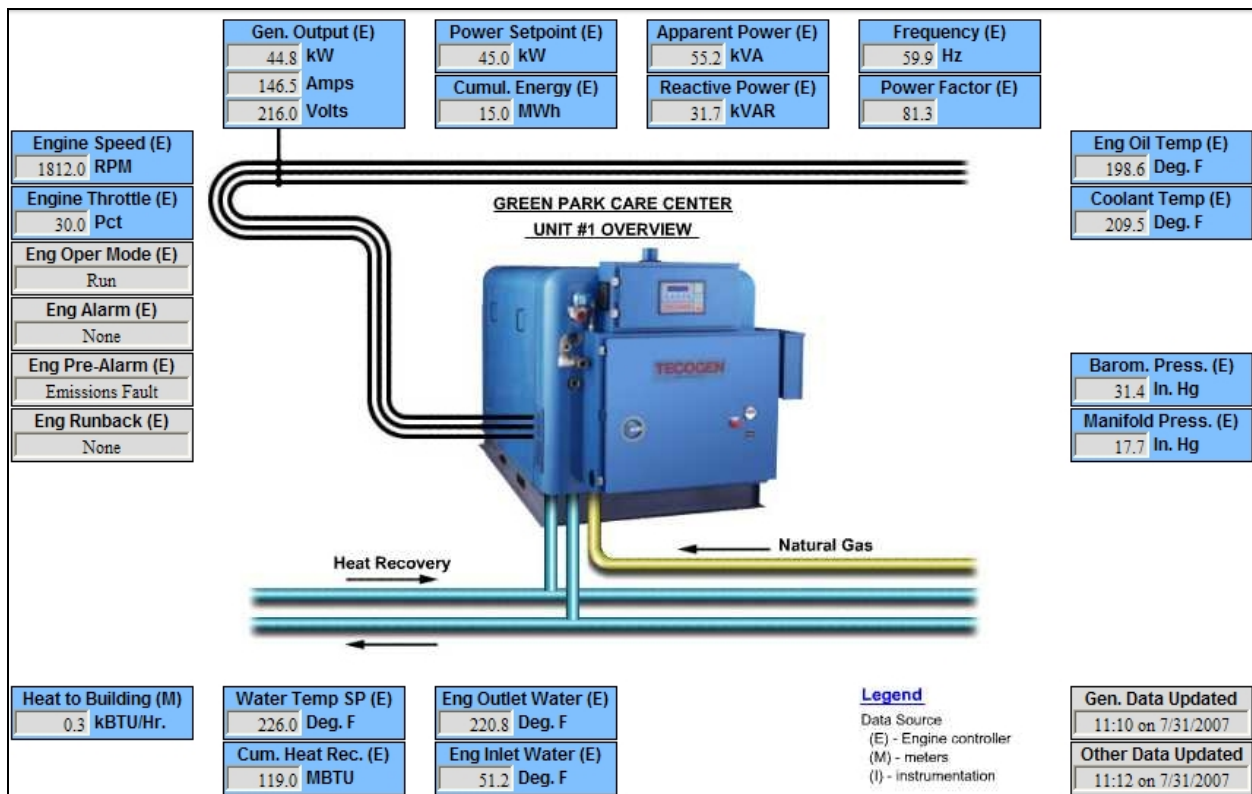 Gen. Output (E)
44.8 kW
146.5 Amps
216.0 Volts
Power Setpoint (E)
45.0 kW
Cumul. Energy (E)
15.0 MWh
Apparent Power (E)
55.2 kVA
Reactive Power (E)
31.7 kVAR
Frequency (E)
59.9 Hz
Power Factor (E)
81.3
Engine Speed (E)
1812.0 RPM
Engine Throttle (E)
30.0 Pct
Eng Oper Mode (E)
Run
Eng Alarm (E)
None
Eng Pre-Alarm (E)
Emissions Fault
Eng Runback (E)
None
GREEN PARK CARE CENTER
UNIT #1 OVERVIEW
TECOGEN
Eng Oil Temp (E)
198.6 Deg. F
Coolant Temp (E)
209.5 Deg. F
Barom. Press. (E)
31.4 In. Hg
Manifold Press. (E)
17.7 In. Hg
Natural Gas
Heat Recovery
Heat to Building (M)
0.3 kBTU/Hr.
Water Temp SP (E)
226.0 Deg. F
Cum. Heat Rec. (E)
119.0 MBTU
Eng Outlet Water (E)
220.8 Deg. F
Eng Inlet Water (E)
51.2 Deg. F
Legend
Data Source
(E) - Engine controller
(M) - meters
(I) - instrumentation
Gen. Data Updated
11:10 on 7/31/2007
Other Data Updated
11:12 on 7/31/2007